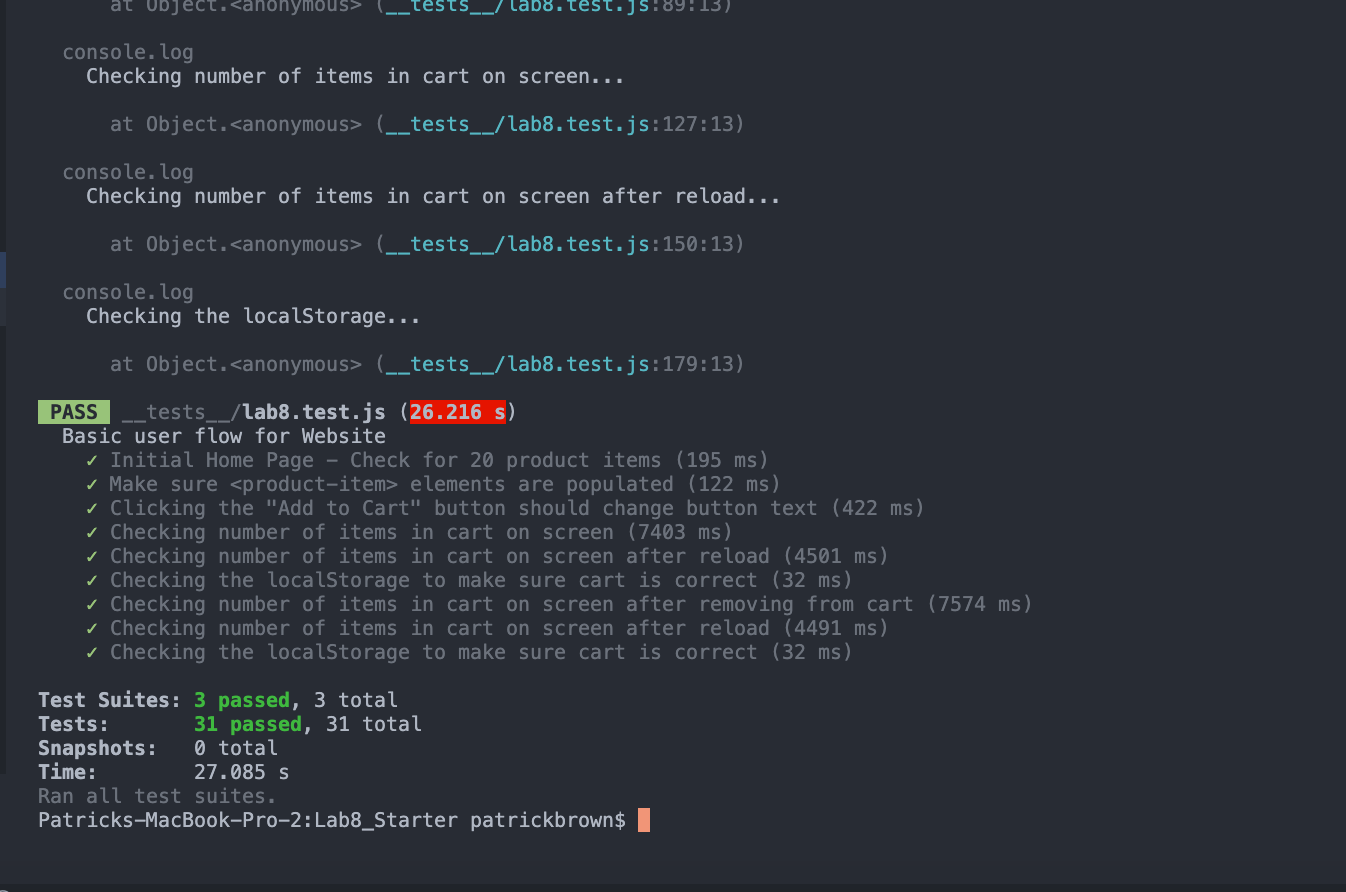 at Object.<anonymous> (__tests__/lab8.test.js:89:13)
console.log
Checking number of items in cart on screen...
at Object.<anonymous> (__tests__/lab8.test.js:127:13)
console.log
Checking number of items in cart on screen after reload...
at Object.<anonymous> (__tests__/lab8.test.js:150:13)
console.log
Checking the localStorage...
at Object.<anonymous> (__tests__/lab8.test.js:179:13)
PASS __tests__/lab8.test.js (26.216 s)
Basic user flow for Website
✓ Initial Home Page – Check for 20 product items (195 ms)
✓ Make sure <product-item> elements are populated (122 ms)
✓ Clicking the "Add to Cart" button should change button text (422 ms)
✓ Checking number of items in cart on screen (7403 ms)
✓ Checking number of items in cart on screen after reload (4501 ms)
✓ Checking the localStorage to make sure cart is correct (32 ms)
✓ Checking number of items in cart on screen after removing from cart (7574 ms)
✓ Checking number of items in cart on screen after reload (4491 ms)
✓ Checking the localStorage to make sure cart is correct (32 ms)
Test Suites: 3 passed, 3 total
Tests: 31 passed, 31 total
Snapshots: 0 total
Time: 27.085 s
Ran all test suites.
Patricks-MacBook-Pro-2:Lab8_Starter patrickbrown$